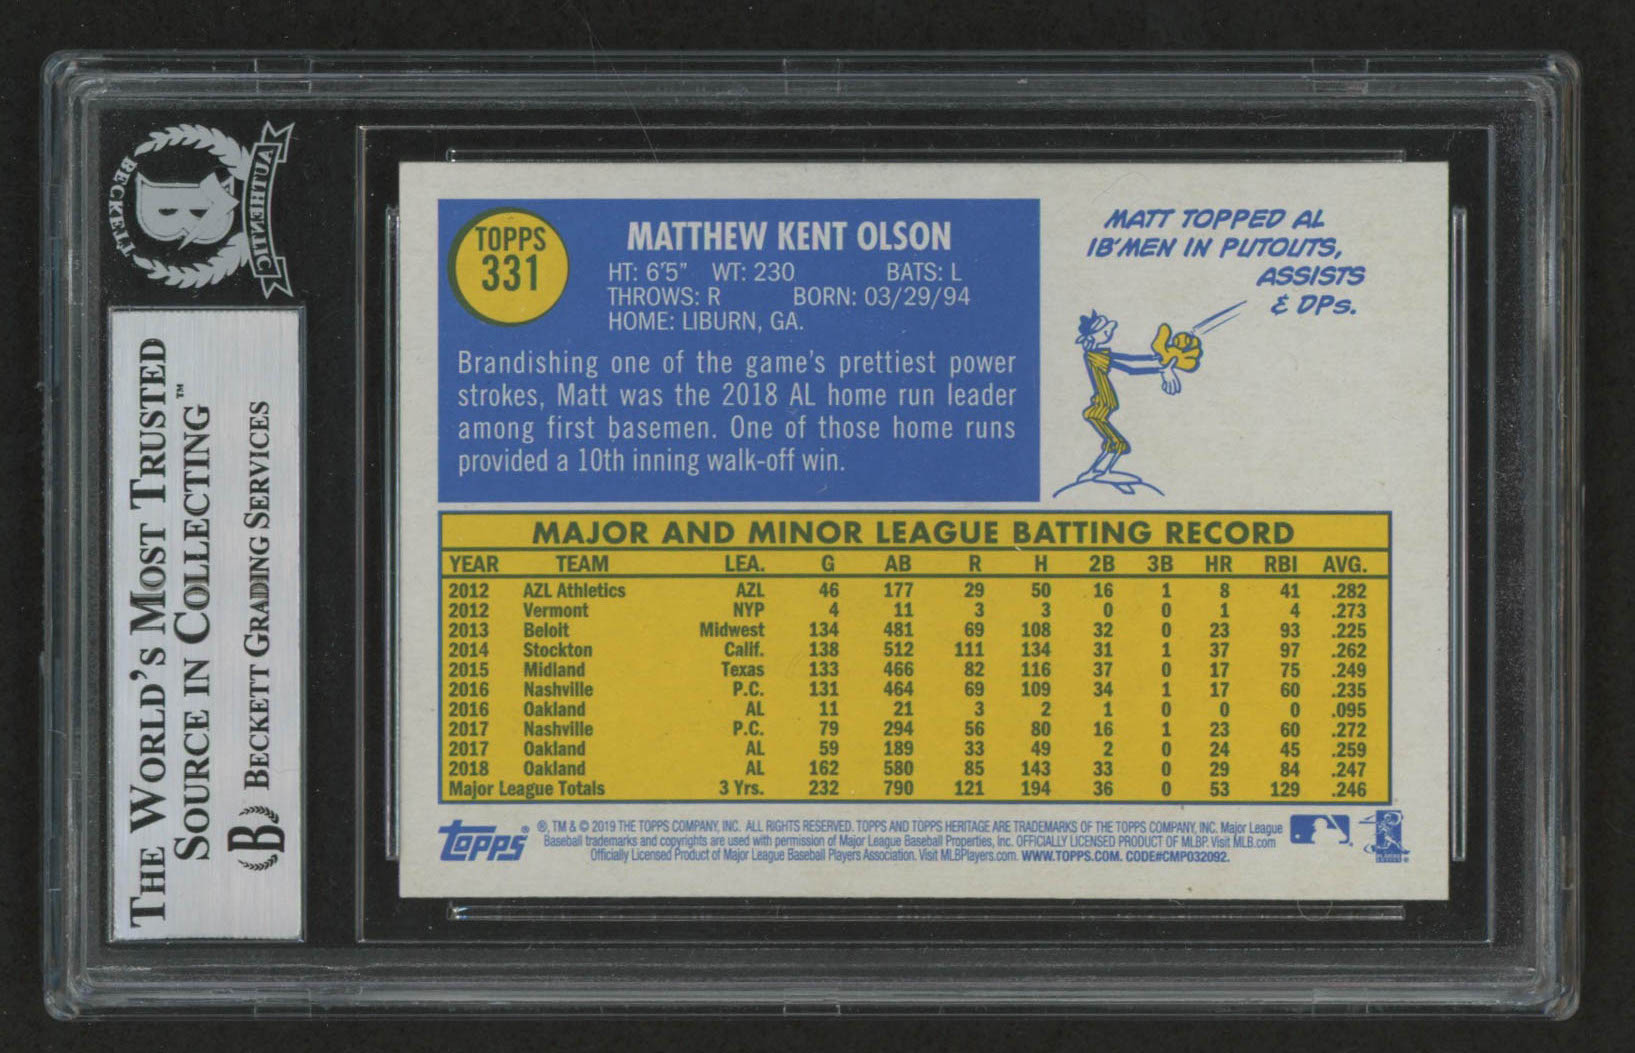 BECKETT
AUTHENTIC
B
THE WORLD'S MOST TRUSTED
SOURCE IN COLLECTING™
B BECKETT GRADING SERVICES
TOPPS
331
MATTHEW KENT OLSON
HT: 6'5" WT: 230 BATS: L
THROWS: R BORN: 03/29/94
HOME: LIBURN, GA.
Brandishing one of the game's prettiest power
strokes, Matt was the 2018 AL home run leader
among first basemen. One of those home runs
provided a 10th inning walk-off win.
MATT TOPPED AL
1B'MEN IN PUTOUTS,
ASSISTS
& DPs.
MAJOR AND MINOR LEAGUE BATTING RECORD
YEAR TEAM LEA. G AB R H 2B 3B HR RBI AVG.
2012 AZL Athletics AZL 46 177 29 50 16 1 8 41 .282
2012 Vermont NYP 4 11 3 3 0 0 1 4 .273
2013 Beloit Midwest 134 481 69 108 32 0 23 93 .225
2014 Stockton Calif. 138 512 111 134 31 1 37 97 .262
2015 Midland Texas 133 466 82 116 37 0 17 75 .249
2016 Nashville P.C. 131 464 69 109 34 1 17 60 .235
2016 Oakland AL 11 21 3 2 1 0 0 0 .095
2017 Nashville P.C. 79 294 56 80 16 1 23 60 .272
2017 Oakland AL 59 189 33 49 2 0 24 45 .259
2018 Oakland AL 162 580 85 143 33 0 29 84 .247
Major League Totals 3 Yrs. 232 790 121 194 36 0 53 129 .246
topps®
®, TM & © 2019 THE TOPPS COMPANY, INC. ALL RIGHTS RESERVED. TOPPS AND TOPPS HERITAGE ARE TRADEMARKS OF THE TOPPS COMPANY, INC. Major League
Baseball trademarks and copyrights are used with permission of Major League Baseball Properties, Inc. OFFICIALLY LICENSED PRODUCT OF MLBP. Visit MLB.com
Officially Licensed Product of Major League Baseball Players Association. Visit MLBPlayers.com. WWW.TOPPS.COM. CODE#CMP032092.